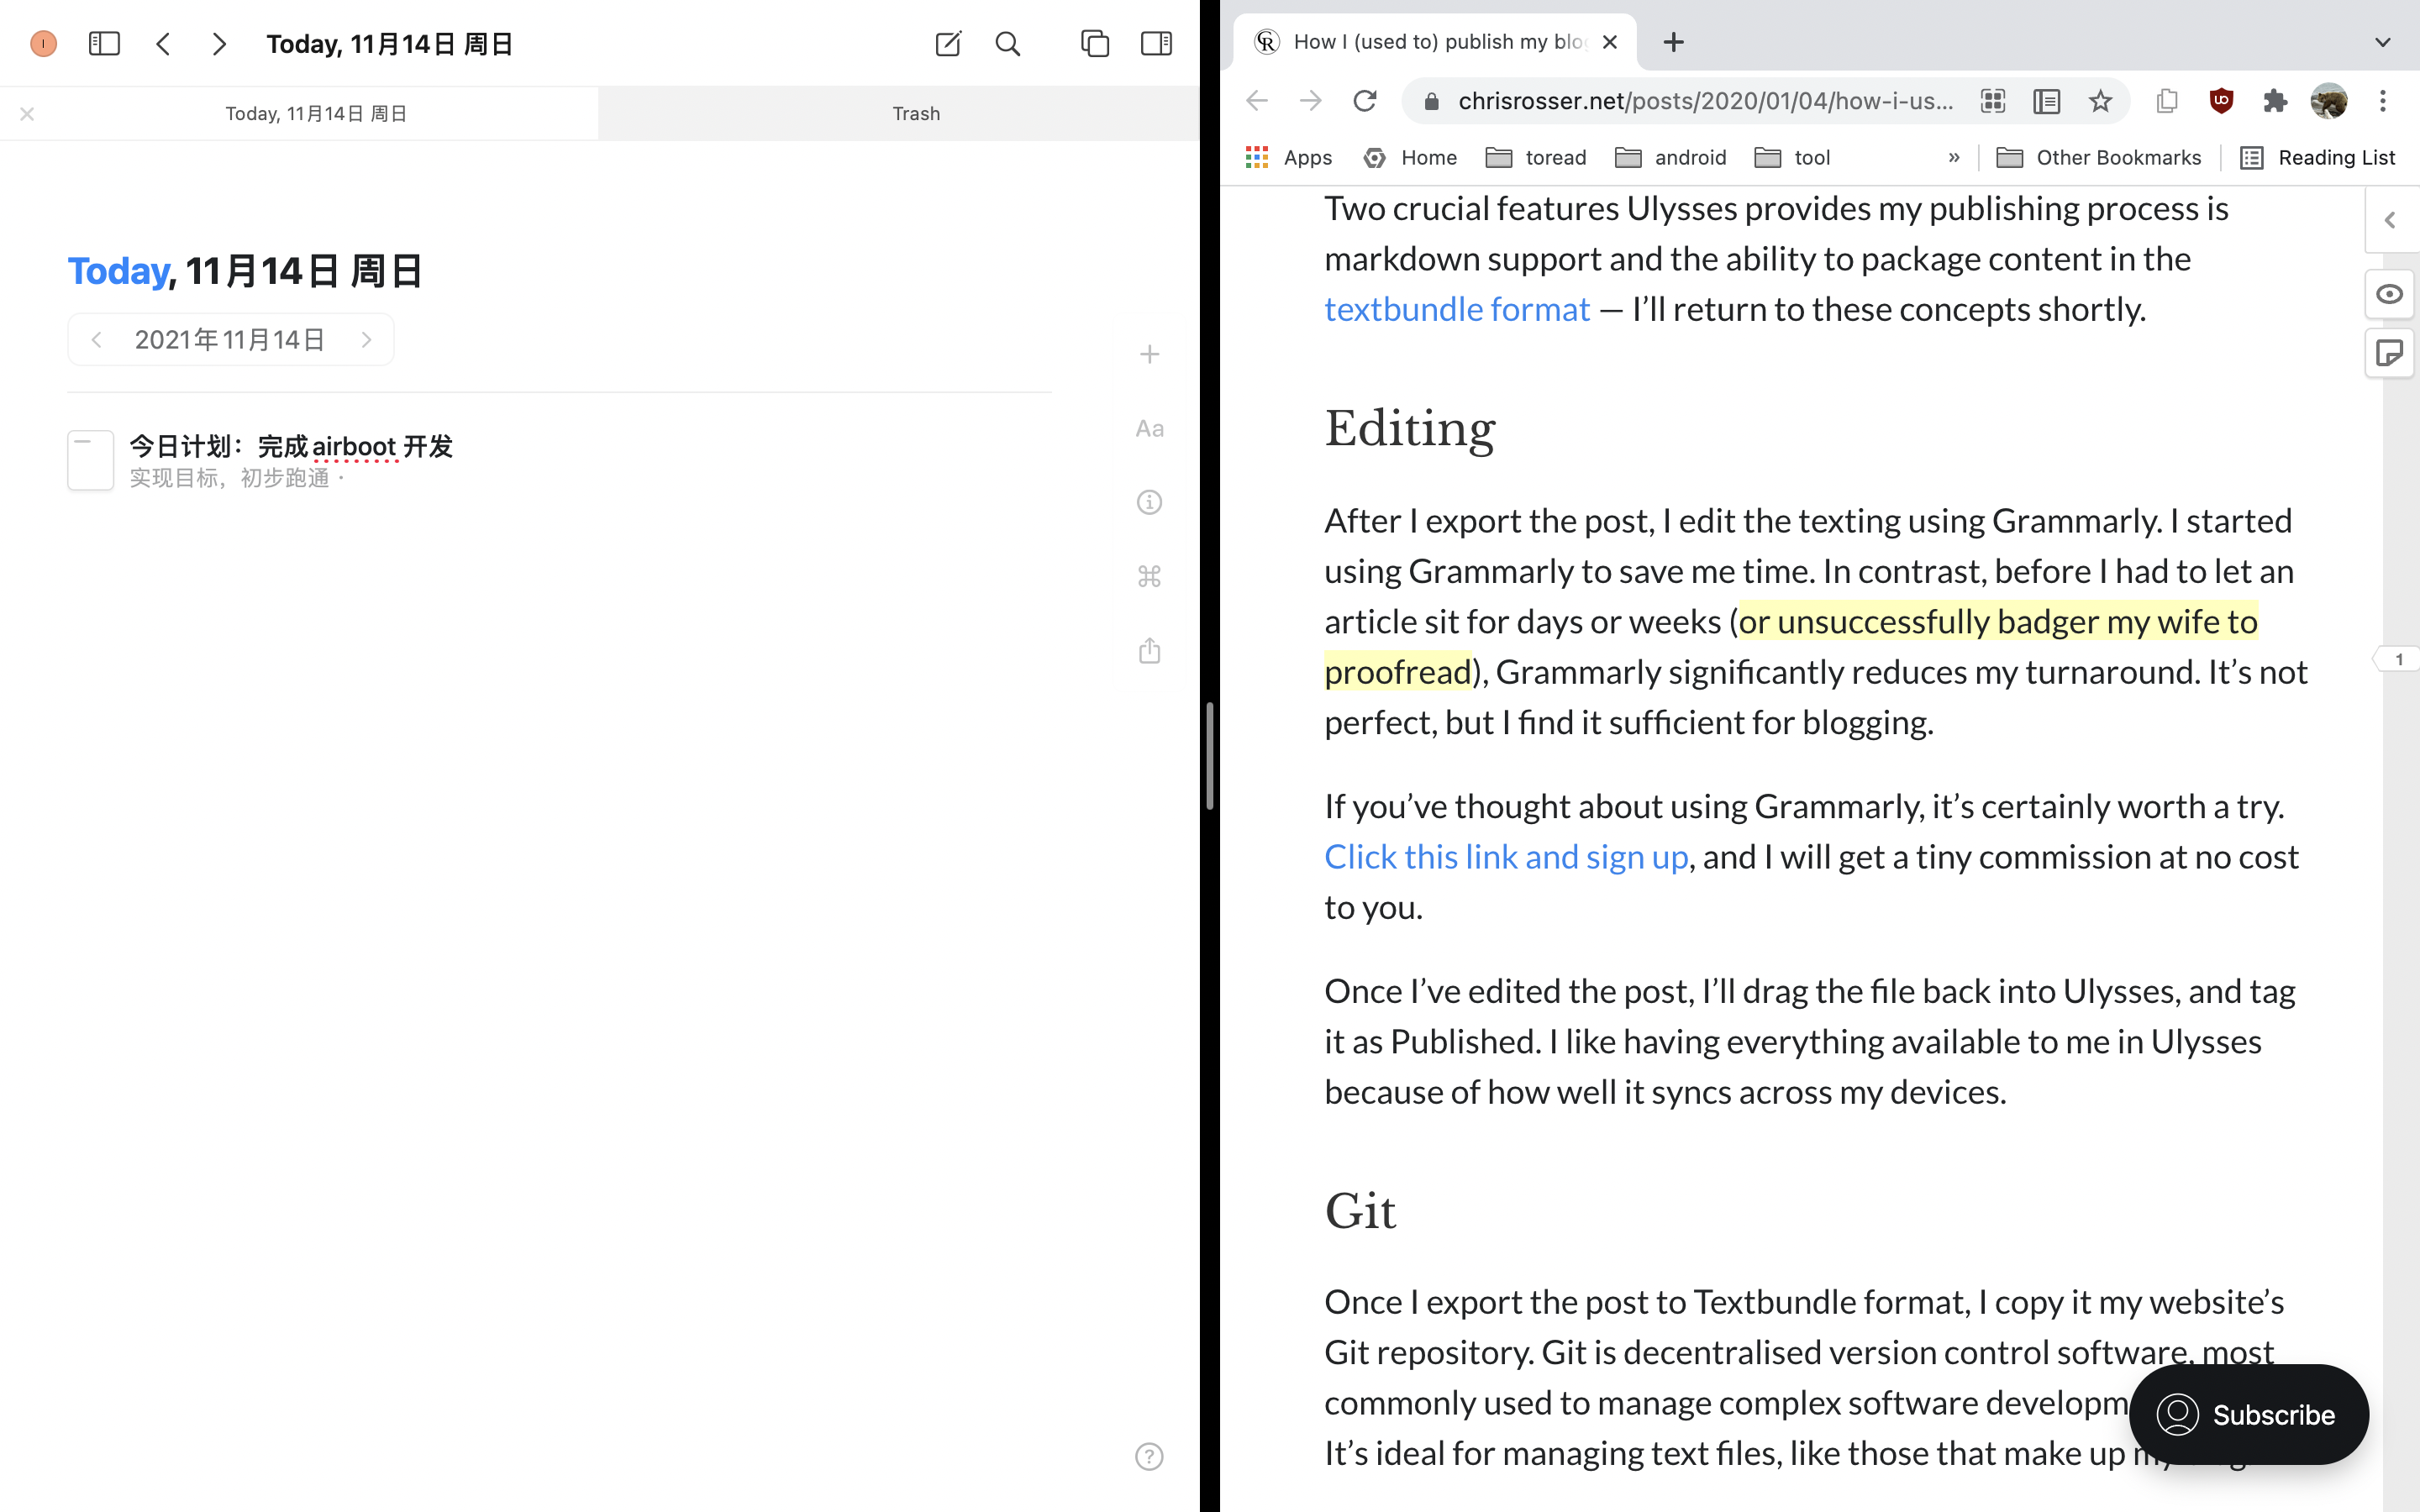 Today, 11月14日 周日
Today, 11月14日 周日
Trash
Today, 11月14日 周日
2021年11月14日
今日计划：完成 airboot 开发
实现目标，初步跑通 ·
Aa
How I (used to) publish my blo
chrisrosser.net/posts/2020/01/04/how-i-us...
Apps
Home
toread
android
tool
»
Other Bookmarks
Reading List
Two crucial features Ulysses provides my publishing process is
markdown support and the ability to package content in the
textbundle format — I’ll return to these concepts shortly.
Editing
After I export the post, I edit the texting using Grammarly. I started
using Grammarly to save me time. In contrast, before I had to let an
article sit for days or weeks (or unsuccessfully badger my wife to
proofread), Grammarly significantly reduces my turnaround. It’s not
perfect, but I find it sufficient for blogging.
1
If you’ve thought about using Grammarly, it’s certainly worth a try.
Click this link and sign up, and I will get a tiny commission at no cost
to you.
Once I’ve edited the post, I’ll drag the file back into Ulysses, and tag
it as Published. I like having everything available to me in Ulysses
because of how well it syncs across my devices.
Git
Once I export the post to Textbundle format, I copy it my website’s
Git repository. Git is decentralised version control software, most
commonly used to manage complex software developm
It’s ideal for managing text files, like those that make up
Subscribe